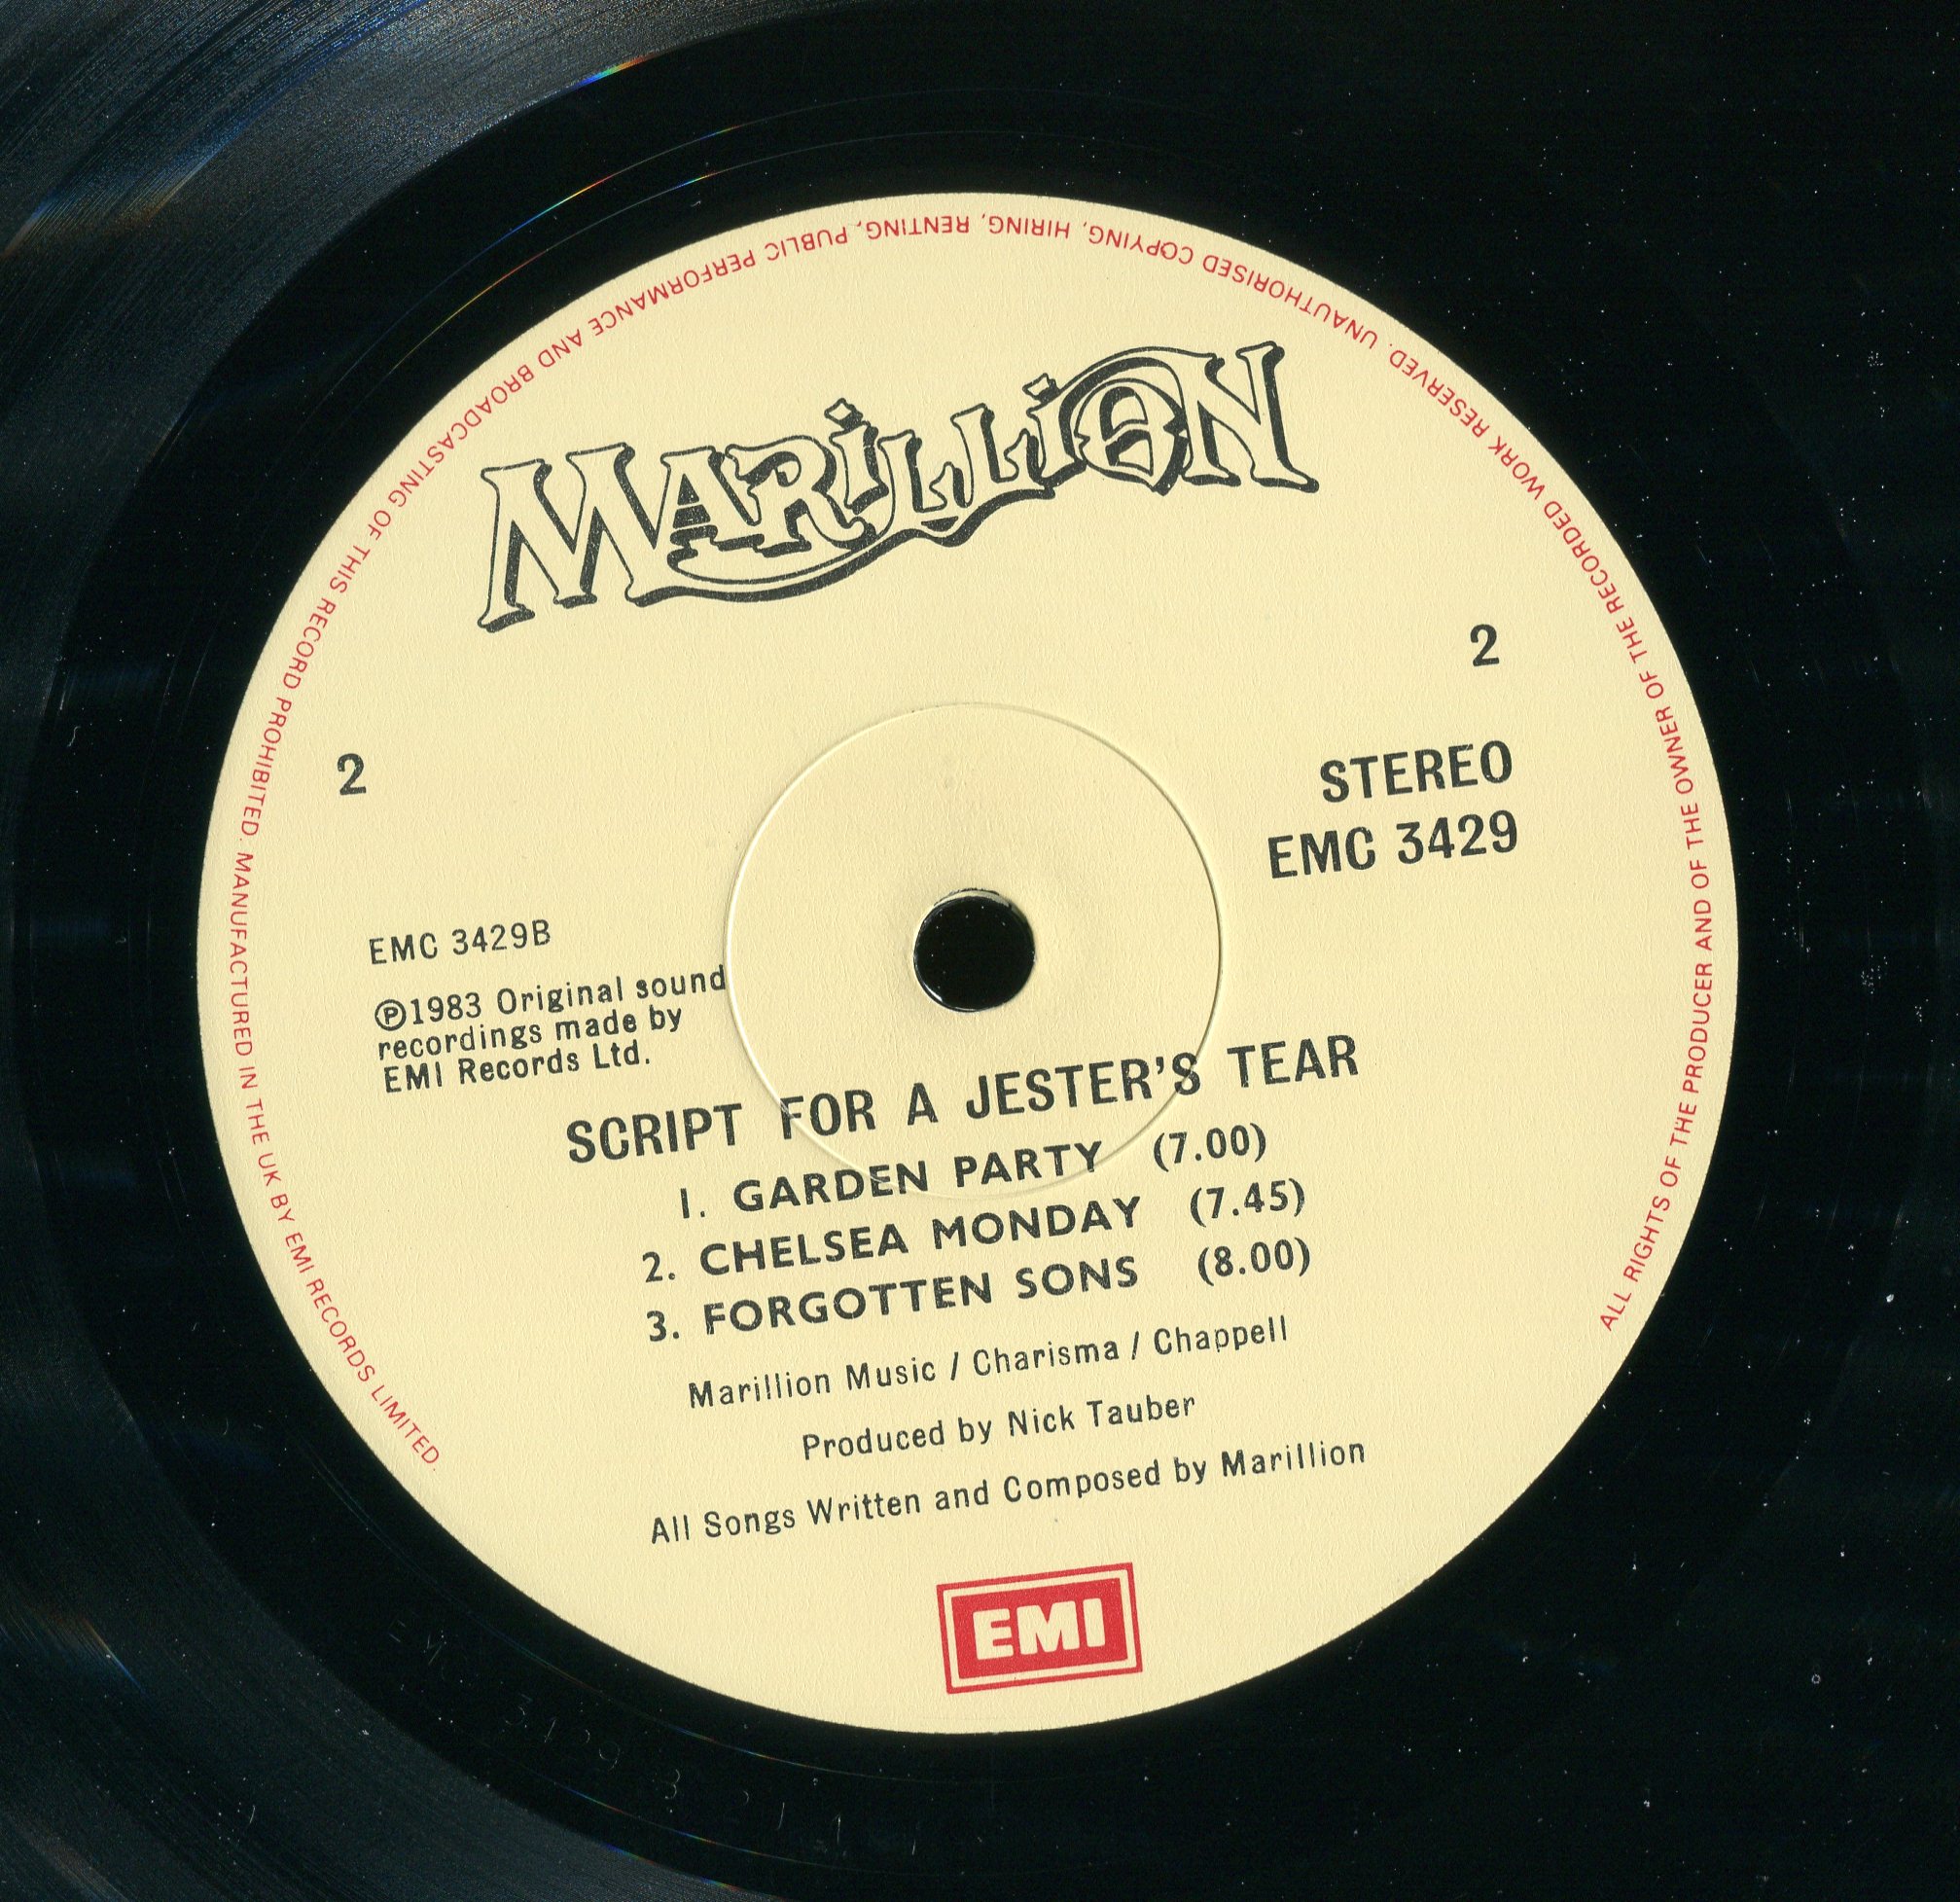 MARILLION
2
2
STEREO
EMC 3429
EMC 3429B
Ⓟ1983 Original sound
recordings made by
EMI Records Ltd.
SCRIPT FOR A JESTER'S TEAR
1. GARDEN PARTY (7.00)
2. CHELSEA MONDAY (7.45)
3. FORGOTTEN SONS (8.00)
Marillion Music / Charisma / Chappell
Produced by Nick Tauber
All Songs Written and Composed by Marillion
EMI
ALL RIGHTS OF THE PRODUCER AND OF THE OWNER OF THE RECORDED WORK RESERVED. UNAUTHORISED COPYING, HIRING, RENTING, PUBLIC PERFORMANCE AND BROADCASTING OF THIS RECORD PROHIBITED. MANUFACTURED IN THE UK BY EMI RECORDS LIMITED.